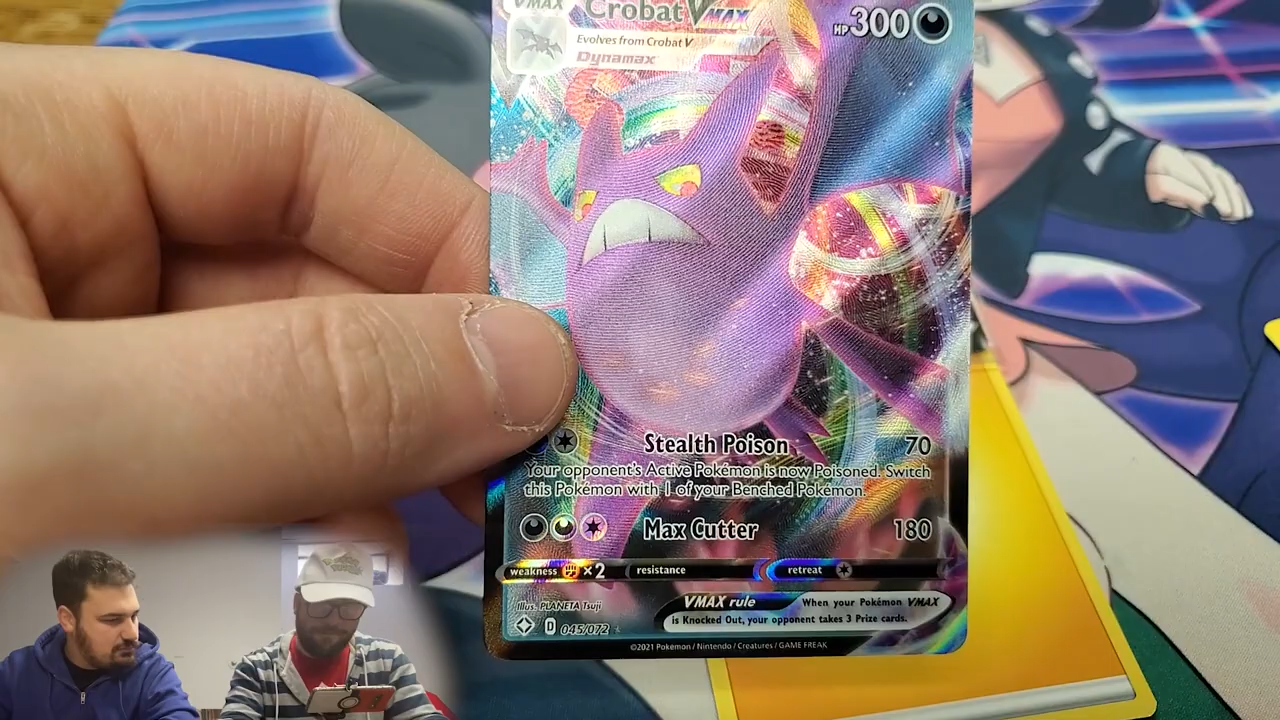 VMAX Crobat VMAX HP 300
Evolves from Crobat V
Dynamax
Stealth Poison 70
Your opponent's Active Pokémon is now Poisoned. Switch
this Pokémon with 1 of your Benched Pokémon.
Max Cutter 180
weakness ×2 resistance retreat
VMAX rule When your Pokémon VMAX
is Knocked Out, your opponent takes 3 Prize cards.
Illus. PLANETA Tsuji
D 045/072
©2021 Pokémon / Nintendo / Creatures / GAME FREAK